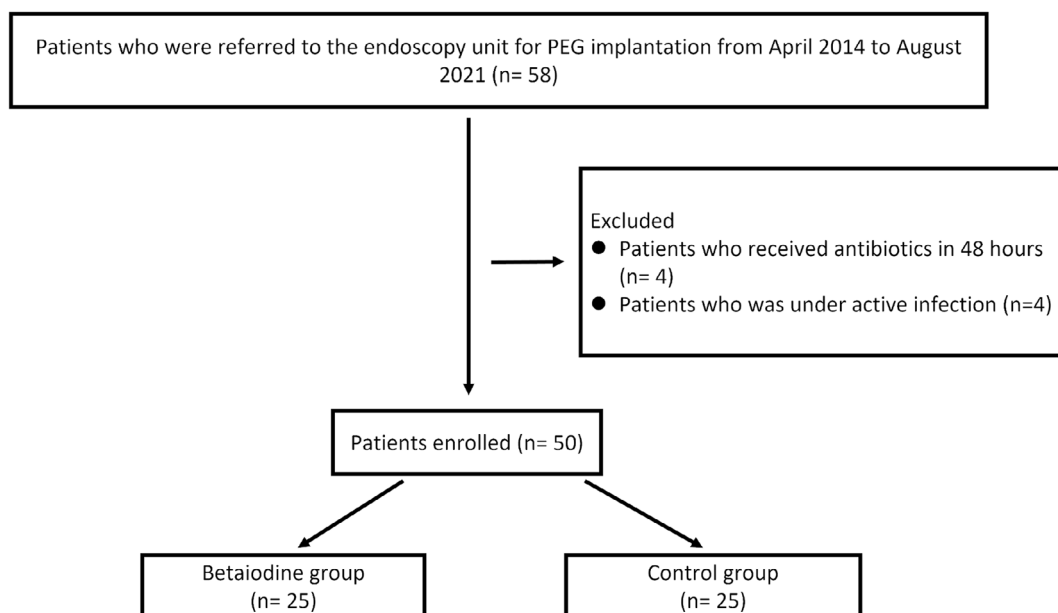 Patients who were referred to the endoscopy unit for PEG implantation from April 2014 to August
2021 (n= 58)
Excluded
● Patients who received antibiotics in 48 hours
(n= 4)
● Patients who was under active infection (n=4)
Patients enrolled (n= 50)
Betaiodine group
(n= 25)
Control group
(n= 25)